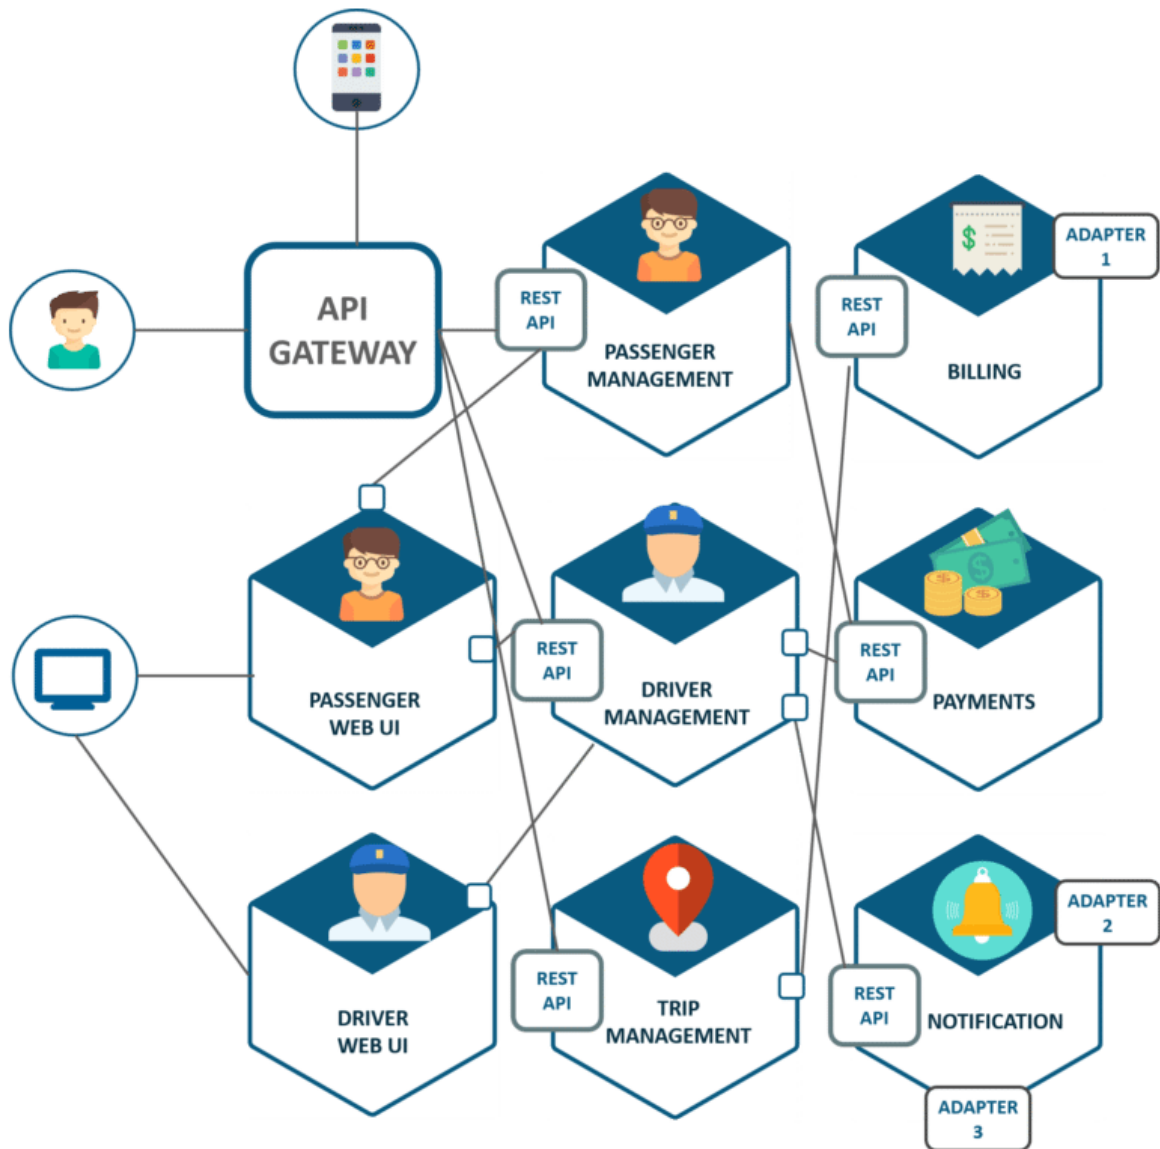 API
GATEWAY
REST
API
PASSENGER
MANAGEMENT
REST
API
BILLING
ADAPTER
1
PASSENGER
WEB UI
REST
API
DRIVER
MANAGEMENT
REST
API
PAYMENTS
DRIVER
WEB UI
REST
API
TRIP
MANAGEMENT
REST
API
NOTIFICATION
ADAPTER
2
ADAPTER
3